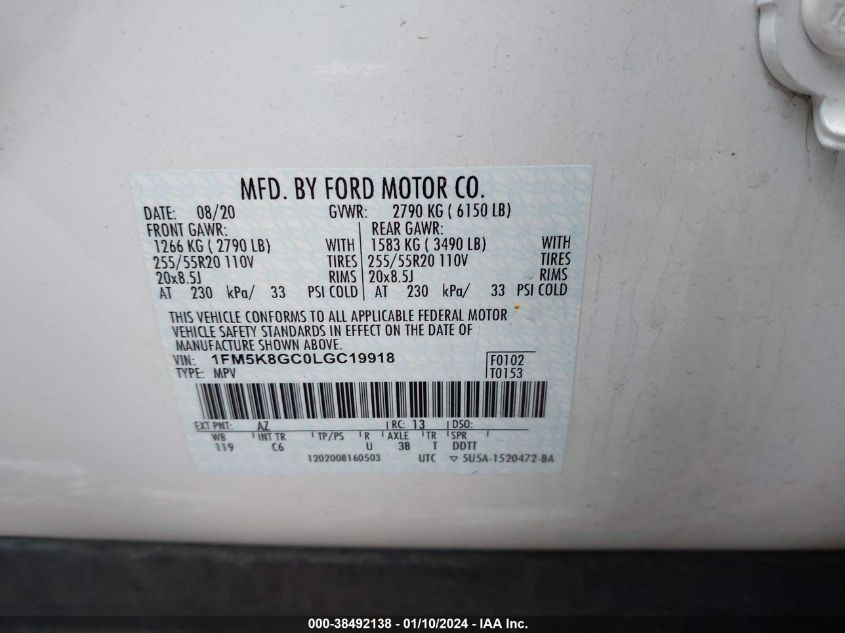 MFD. BY FORD MOTOR CO.
DATE: 08/20 GVWR: 2790 KG ( 6150 LB)
FRONT GAWR: REAR GAWR:
1266 KG ( 2790 LB) WITH 1583 KG ( 3490 LB) WITH
255/55R20 110V TIRES 255/55R20 110V TIRES
20x8.5J RIMS 20x8.5J RIMS
AT 230 kPa/ 33 PSI COLD AT 230 kPa/ 33 PSI COLD
THIS VEHICLE CONFORMS TO ALL APPLICABLE FEDERAL MOTOR
VEHICLE SAFETY STANDARDS IN EFFECT ON THE DATE OF
MANUFACTURE SHOWN ABOVE.
VIN: 1FM5K8GC0LGC19918 F0102
TYPE: MPV T0153
EXT PNT: AZ RC: 13 DSO:
WB INT TR TP/PS R AXLE TR SPR
119 C6 U 3B T DDTT
1202008160503 UTC ▽ 5U5A-1520472-BA
000-38492138 - 01/10/2024 - IAA Inc.